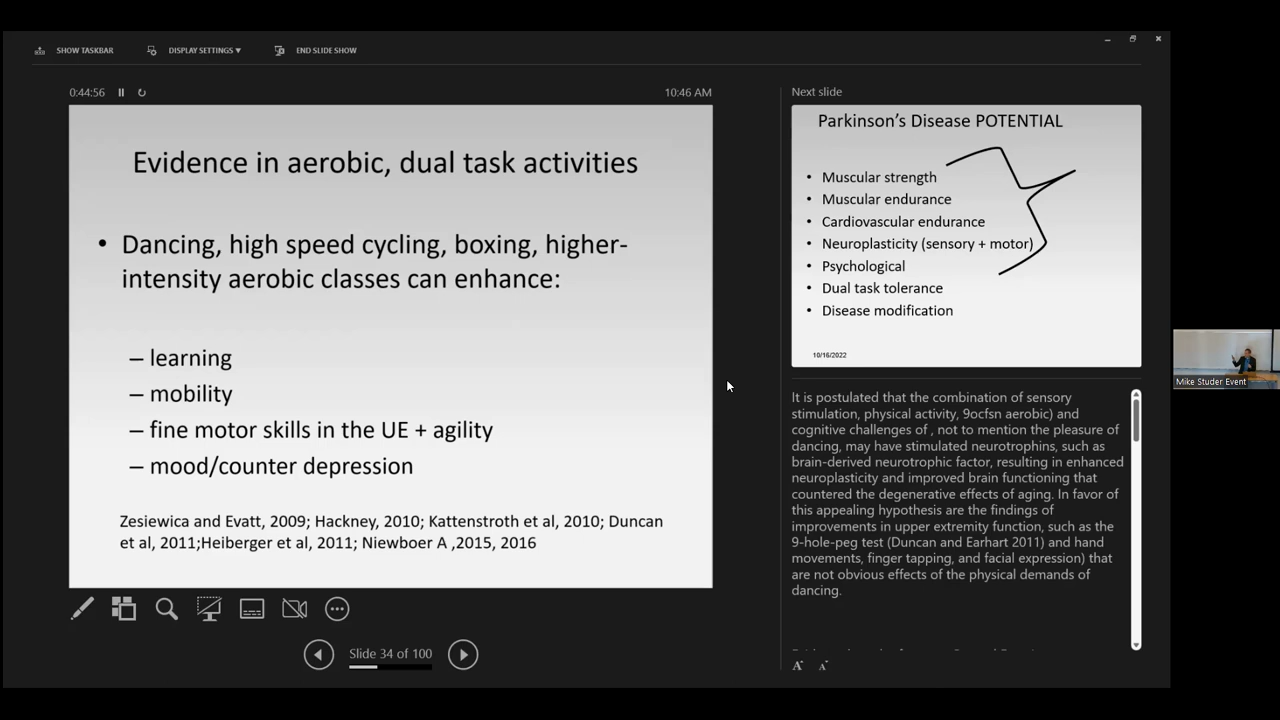 SHOW TASKBAR
DISPLAY SETTINGS ▾
END SLIDE SHOW
0:44:56
10:46 AM
Evidence in aerobic, dual task activities
• Dancing, high speed cycling, boxing, higher-
intensity aerobic classes can enhance:
– learning
– mobility
– fine motor skills in the UE + agility
– mood/counter depression
Zesiewica and Evatt, 2009; Hackney, 2010; Kattenstroth et al, 2010; Duncan
et al, 2011;Heiberger et al, 2011; Niewboer A ,2015, 2016
Slide 34 of 100
Next slide
Parkinson's Disease POTENTIAL
• Muscular strength
• Muscular endurance
• Cardiovascular endurance
• Neuroplasticity (sensory + motor)
• Psychological
• Dual task tolerance
• Disease modification
10/16/2022
It is postulated that the combination of sensory
stimulation, physical activity, 9ocfsn aerobic) and
cognitive challenges of , not to mention the pleasure of
dancing, may have stimulated neurotrophins, such as
brain-derived neurotrophic factor, resulting in enhanced
neuroplasticity and improved brain functioning that
countered the degenerative effects of aging. In favor of
this appealing hypothesis are the findings of
improvements in upper extremity function, such as the
9-hole-peg test (Duncan and Earhart 2011) and hand
movements, finger tapping, and facial expression) that
are not obvious effects of the physical demands of
dancing.
A A
Mike Studer Event